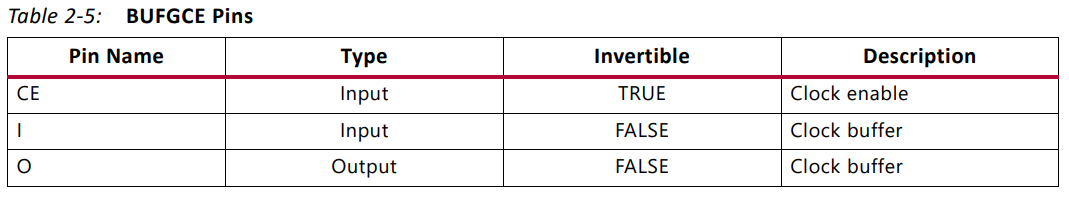 Table 2-5: BUFGCE Pins
Pin Name Type Invertible Description
CE Input TRUE Clock enable
I Input FALSE Clock buffer
O Output FALSE Clock buffer